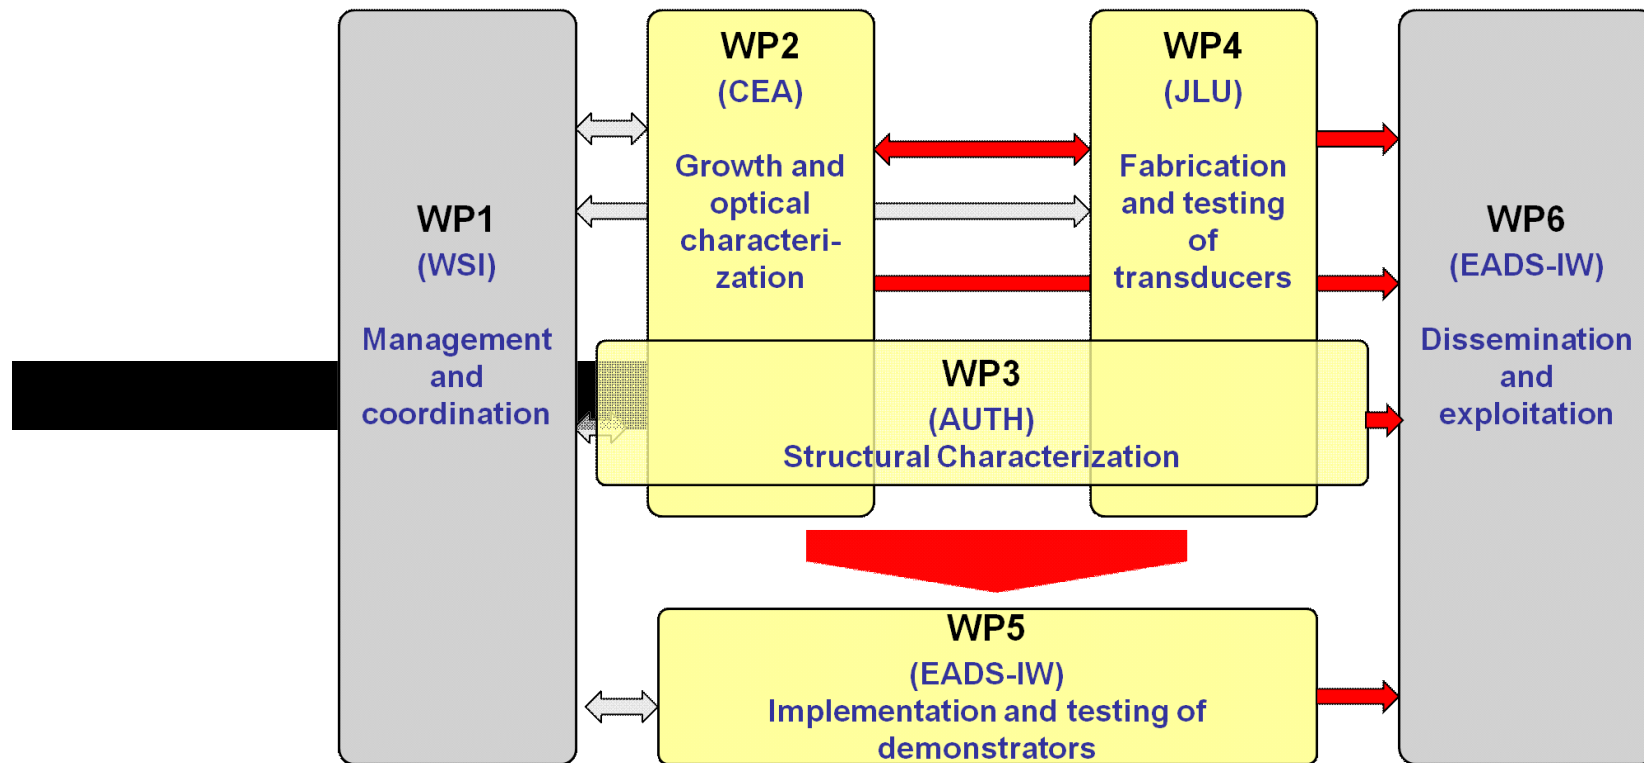 WP1
(WSI)
Management
and
coordination
WP2
(CEA)
Growth and
optical
characteri-
zation
WP4
(JLU)
Fabrication
and testing
of
transducers
WP3
(AUTH)
Structural Characterization
WP5
(EADS-IW)
Implementation and testing of
demonstrators
WP6
(EADS-IW)
Dissemination
and
exploitation